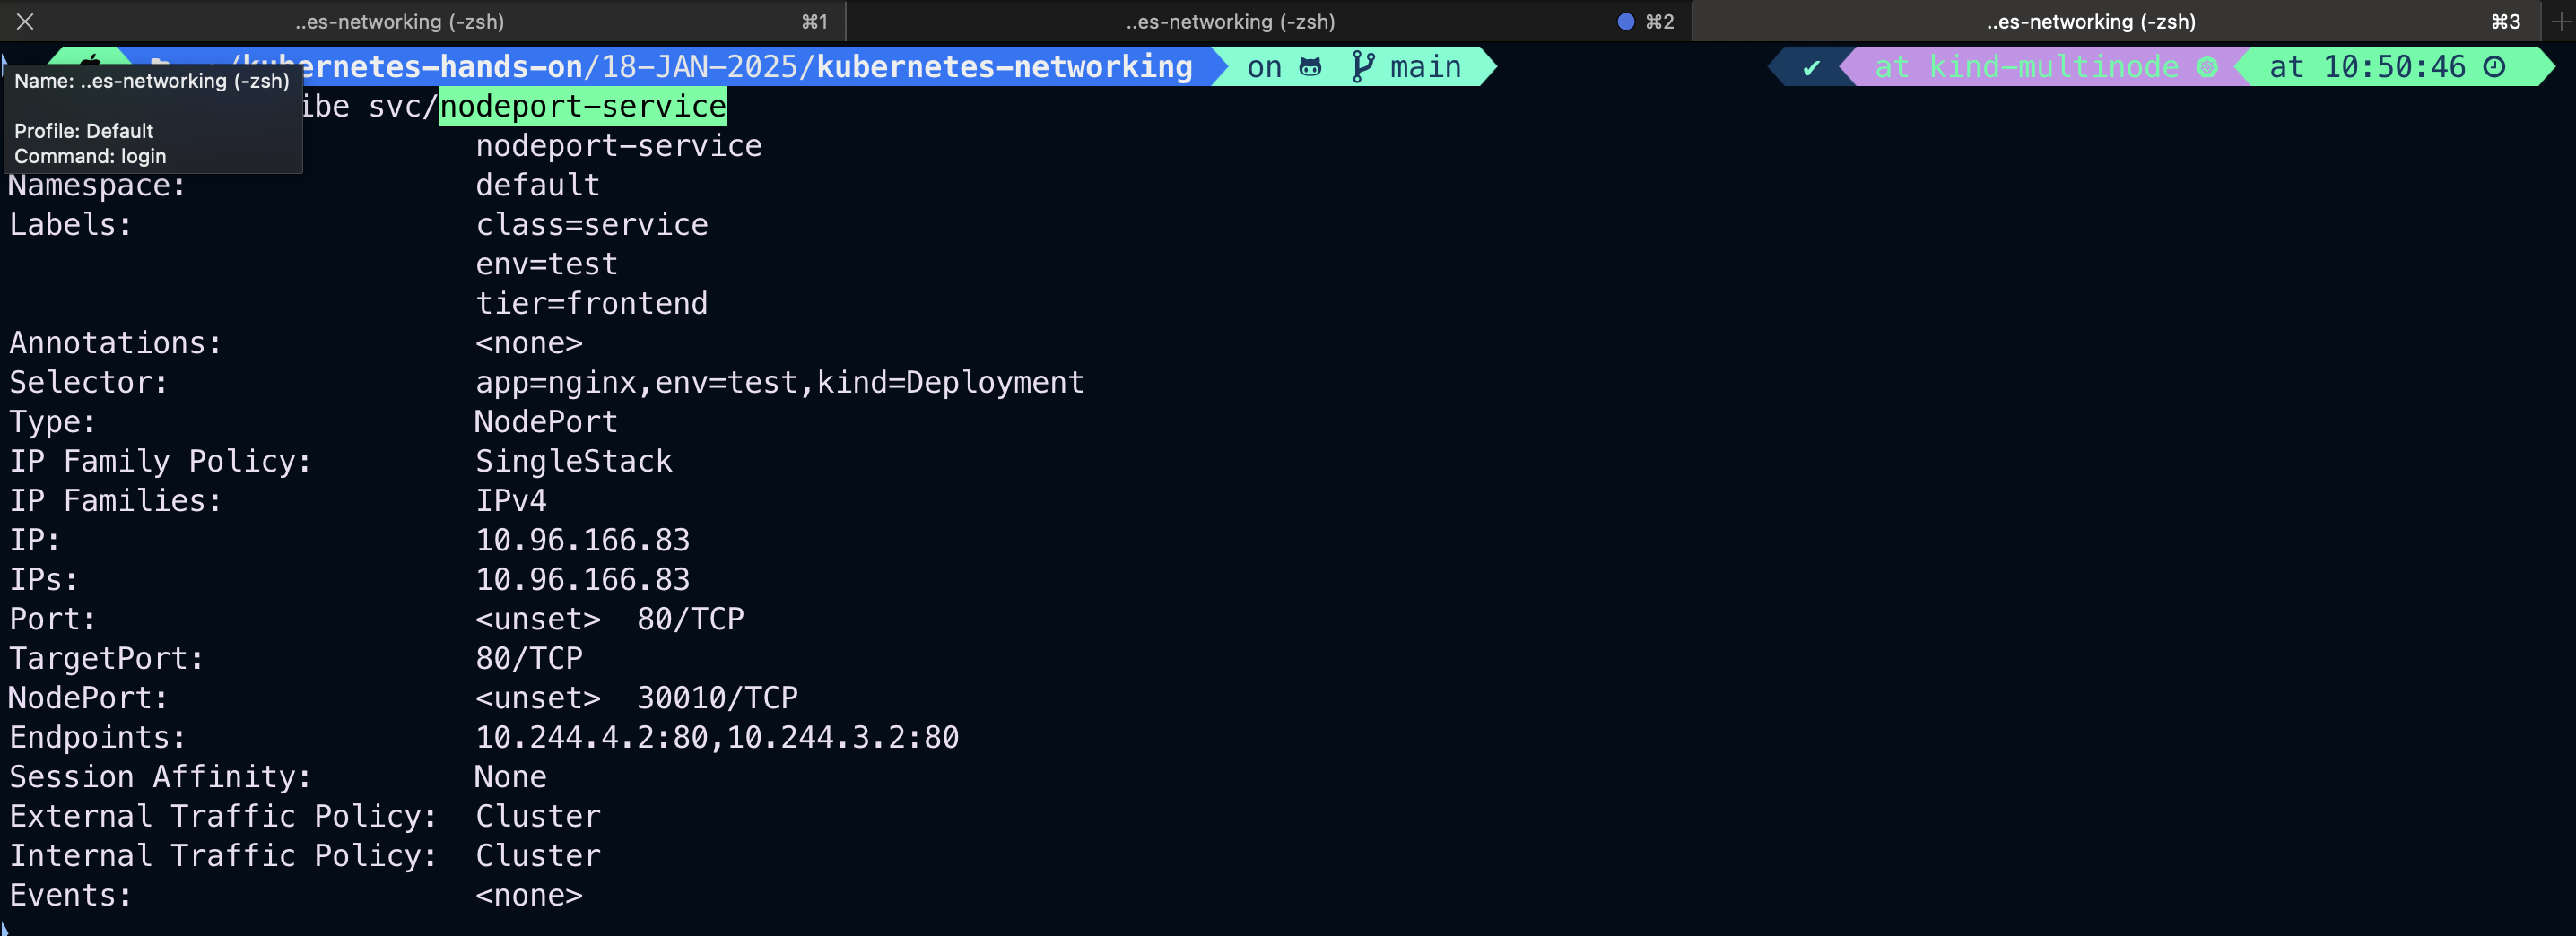 ..es-networking (-zsh) ⌘1 ..es-networking (-zsh) ⌘2 ..es-networking (-zsh) ⌘3
/kubernetes-hands-on/18-JAN-2025/kubernetes-networking on main ✔ at kind-multinode at 10:50:46
Name: ..es-networking (-zsh)
Profile: Default
Command: login
ibe svc/nodeport-service
nodeport-service
Namespace: default
Labels: class=service
env=test
tier=frontend
Annotations: <none>
Selector: app=nginx,env=test,kind=Deployment
Type: NodePort
IP Family Policy: SingleStack
IP Families: IPv4
IP: 10.96.166.83
IPs: 10.96.166.83
Port: <unset> 80/TCP
TargetPort: 80/TCP
NodePort: <unset> 30010/TCP
Endpoints: 10.244.4.2:80,10.244.3.2:80
Session Affinity: None
External Traffic Policy: Cluster
Internal Traffic Policy: Cluster
Events: <none>